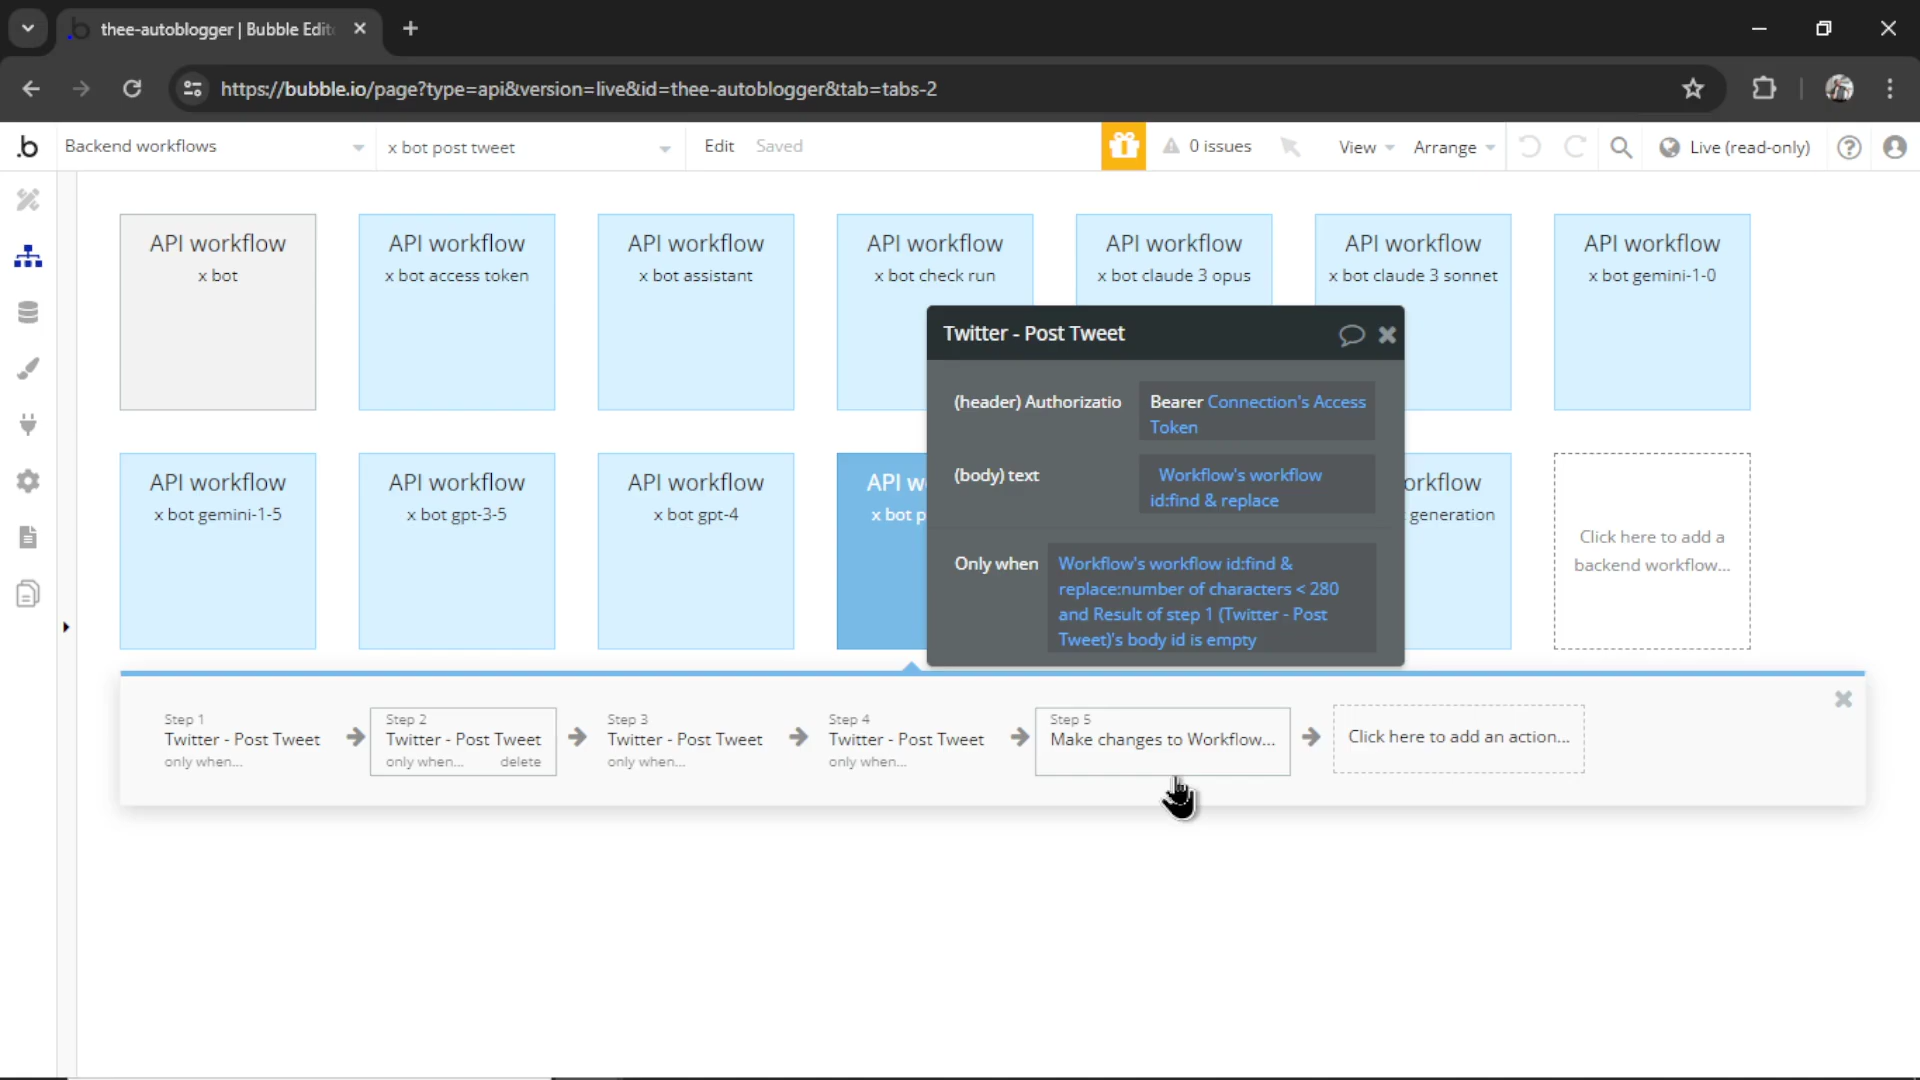 thee-autoblogger | Bubble Edit
https://bubble.io/page?type=api&version=live&id=thee-autoblogger&tab=tabs-2
.b
Backend workflows
x bot post tweet
Edit
Saved
0 issues
View
Arrange
Live (read-only)
API workflow
x bot
API workflow
x bot access token
API workflow
x bot assistant
API workflow
x bot check run
API workflow
x bot claude 3 opus
API workflow
x bot claude 3 sonnet
API workflow
x bot gemini-1-0
Twitter - Post Tweet
(header) Authorizatio
Bearer Connection's Access
Token
(body) text
Workflow's workflow
id:find & replace
Only when
Workflow's workflow id:find &
replace:number of characters < 280
and Result of step 1 (Twitter - Post
Tweet)'s body id is empty
API workflow
x bot gemini-1-5
API workflow
x bot gpt-3-5
API workflow
x bot gpt-4
API w
x bot p
orkflow
generation
Click here to add a
backend workflow...
Step 1
Twitter - Post Tweet
only when...
Step 2
Twitter - Post Tweet
only when...
delete
Step 3
Twitter - Post Tweet
only when...
Step 4
Twitter - Post Tweet
only when...
Step 5
Make changes to Workflow...
Click here to add an action...